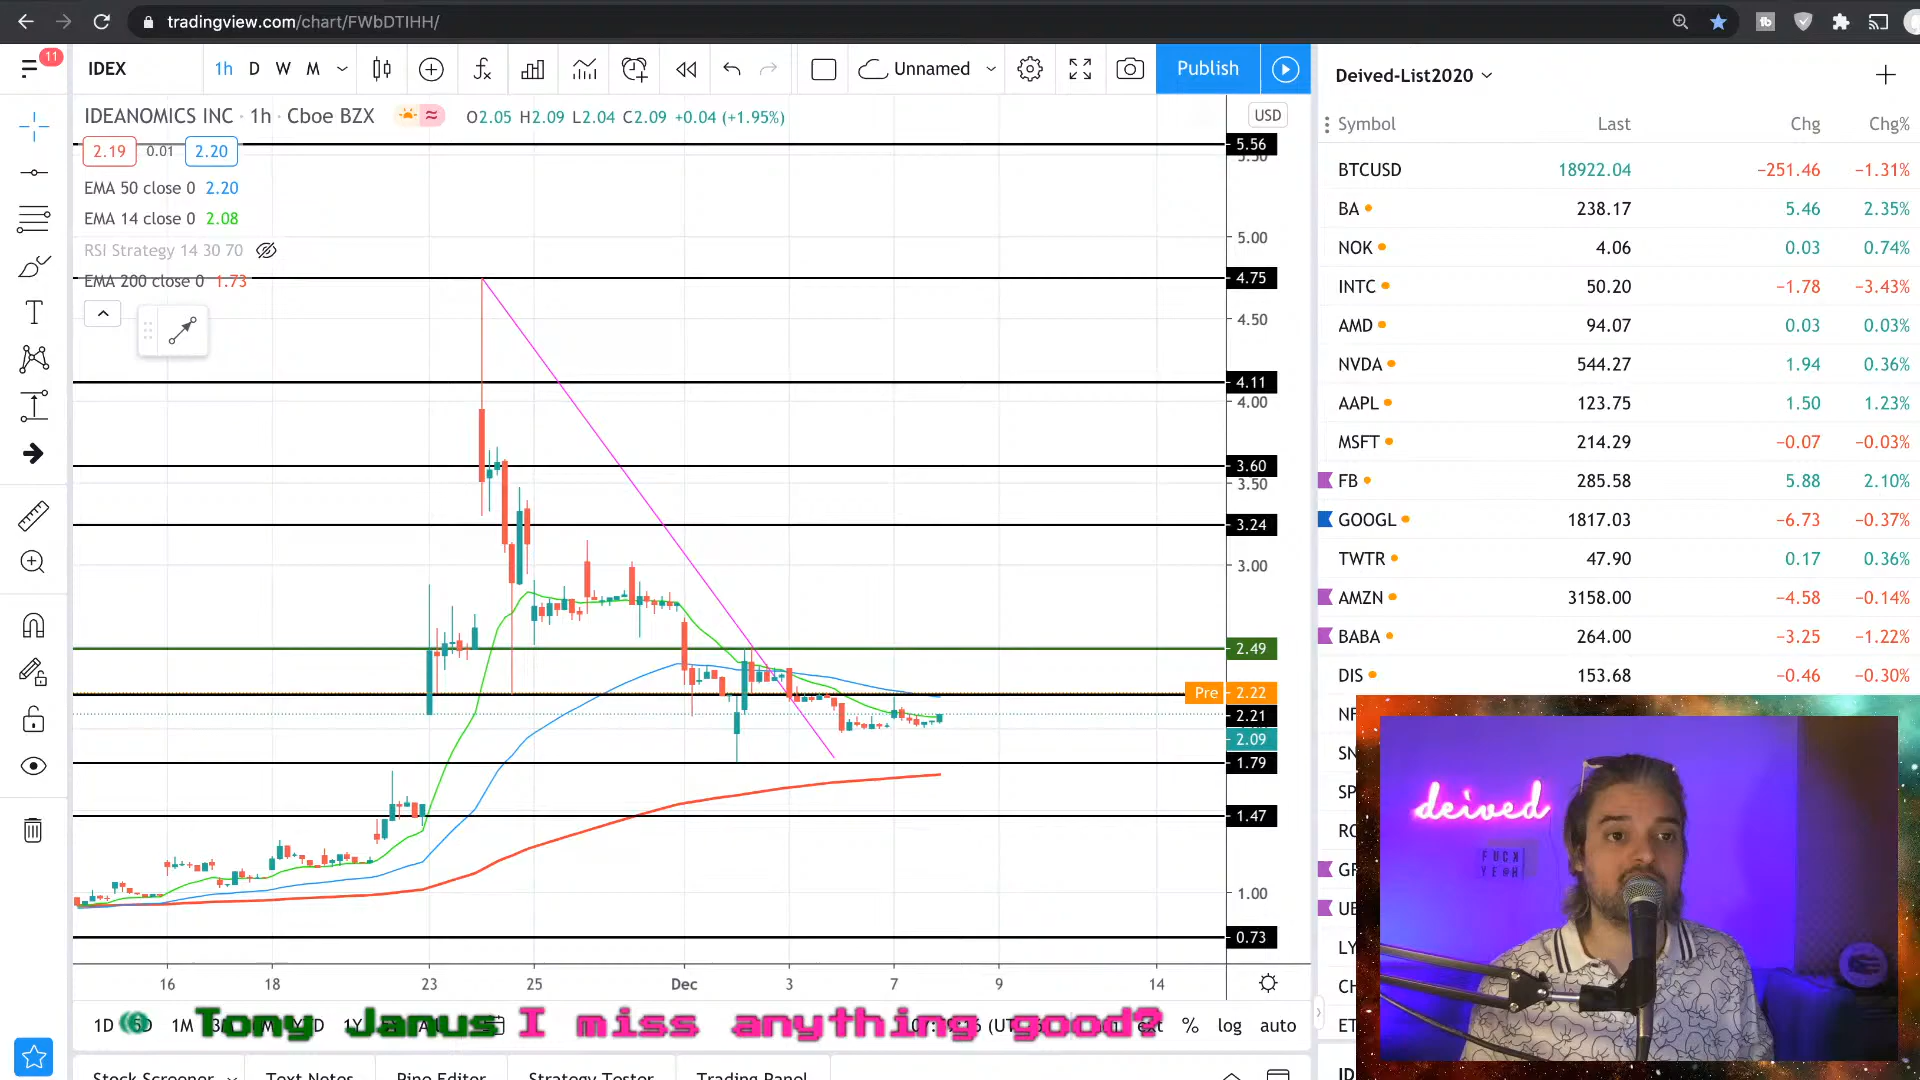 tradingview.com/chart/FWbDTIHH/
11
IDEX
1h D W M
Unnamed
Publish
IDEANOMICS INC · 1h · Cboe BZX
O2.05 H2.09 L2.04 C2.09 +0.04 (+1.95%)
USD
2.19 0.01 2.20
EMA 50 close 0 2.20
EMA 14 close 0 2.08
RSI Strategy 14 30 70
EMA 200 close 0 1.73
5.56
5.50
5.00
4.75
4.50
4.11
4.00
3.60
3.50
3.24
3.00
2.49
Pre 2.22
2.21
2.09
1.79
1.47
1.00
0.73
16 18 23 25 Dec 3 7 9 14
1D 5D 1M
Tony Janus I miss anything good?
% log auto
Stock Screener Text Notes Pine Editor Strategy Tester Trading Panel
Deived-List2020
Symbol Last Chg Chg%
BTCUSD 18922.04 −251.46 −1.31%
BA 238.17 5.46 2.35%
NOK 4.06 0.03 0.74%
INTC 50.20 −1.78 −3.43%
AMD 94.07 0.03 0.03%
NVDA 544.27 1.94 0.36%
AAPL 123.75 1.50 1.23%
MSFT 214.29 −0.07 −0.03%
FB 285.58 5.88 2.10%
GOOGL 1817.03 −6.73 −0.37%
TWTR 47.90 0.17 0.36%
AMZN 3158.00 −4.58 −0.14%
BABA 264.00 −3.25 −1.22%
DIS 153.68 −0.46 −0.30%
deived
FUCK
YEAH